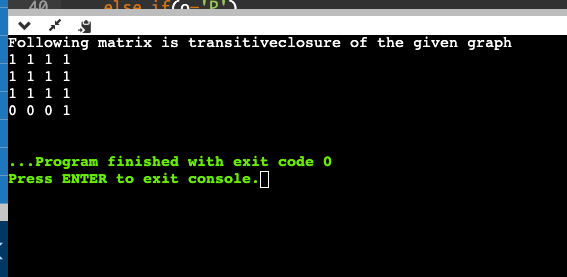 40 else if(o='P')
Following matrix is transitiveclosure of the given graph
1 1 1 1
1 1 1 1
1 1 1 1
0 0 0 1
...Program finished with exit code 0
Press ENTER to exit console.